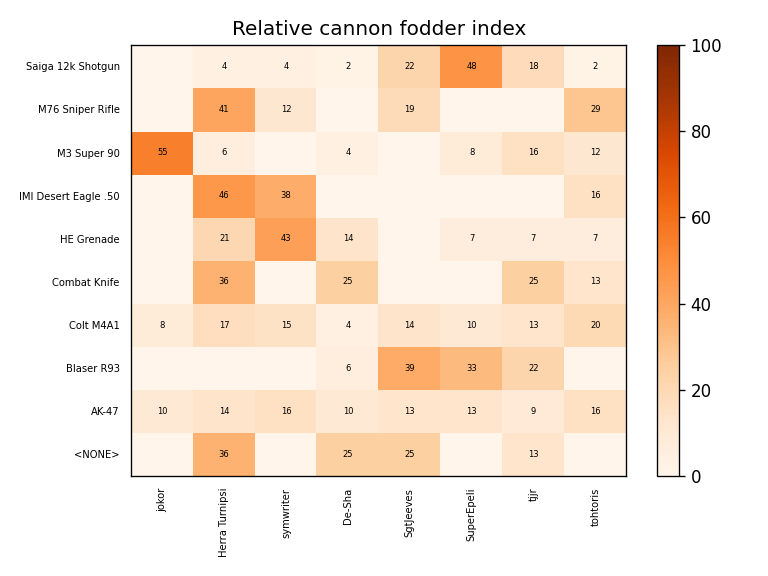 Relative cannon fodder index
Saiga 12k Shotgun 4 4 2 22 48 18 2
M76 Sniper Rifle 41 12 19 29
M3 Super 90 55 6 4 8 16 12
IMI Desert Eagle .50 46 38 16
HE Grenade 21 43 14 7 7 7
Combat Knife 36 25 25 13
Colt M4A1 8 17 15 4 14 10 13 20
Blaser R93 6 39 33 22
AK-47 10 14 16 10 13 13 9 16
<NONE> 36 25 25 13
jokor
Herra Turnipsi
symwriter
De-Sha
SgtJeeves
SuperEpeli
tjjr
tohtoris
100
80
60
40
20
0